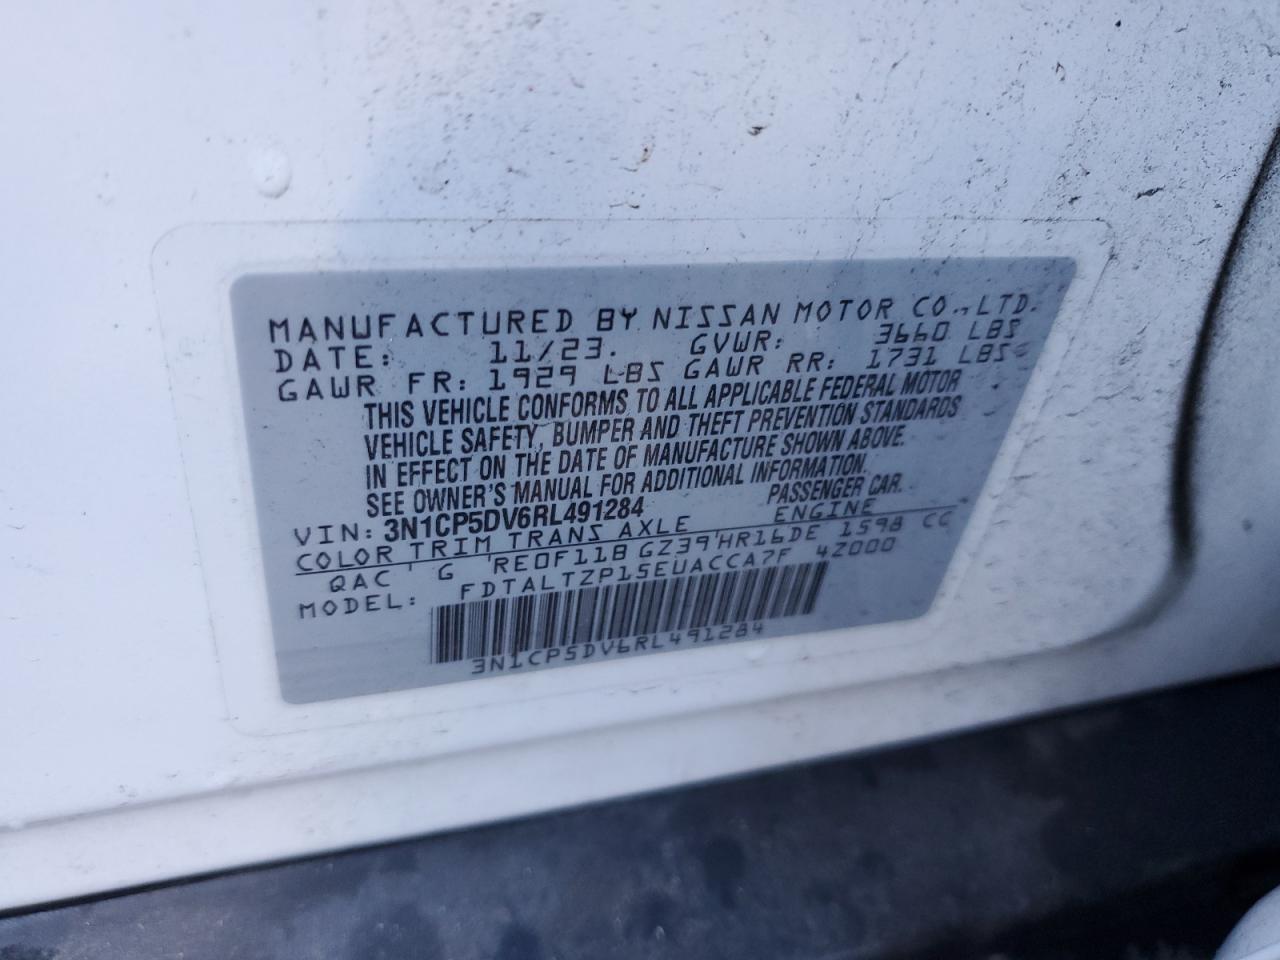 MANUFACTURED BY NISSAN MOTOR CO., LTD.
DATE: 11/23. GVWR: 3660 LBS
GAWR FR: 1929 LBS GAWR RR: 1731 LBS
THIS VEHICLE CONFORMS TO ALL APPLICABLE FEDERAL MOTOR
VEHICLE SAFETY, BUMPER AND THEFT PREVENTION STANDARDS
IN EFFECT ON THE DATE OF MANUFACTURE SHOWN ABOVE.
SEE OWNER'S MANUAL FOR ADDITIONAL INFORMATION.
VIN: 3N1CP5DV6RL491284 PASSENGER CAR.
COLOR TRIM TRANS AXLE ENGINE
QAC G RE0F11B GZ39 HR16DE 1598 CC
MODEL: FDTALTZP15EUACCA7F 4Z000
3N1CP5DV6RL491284